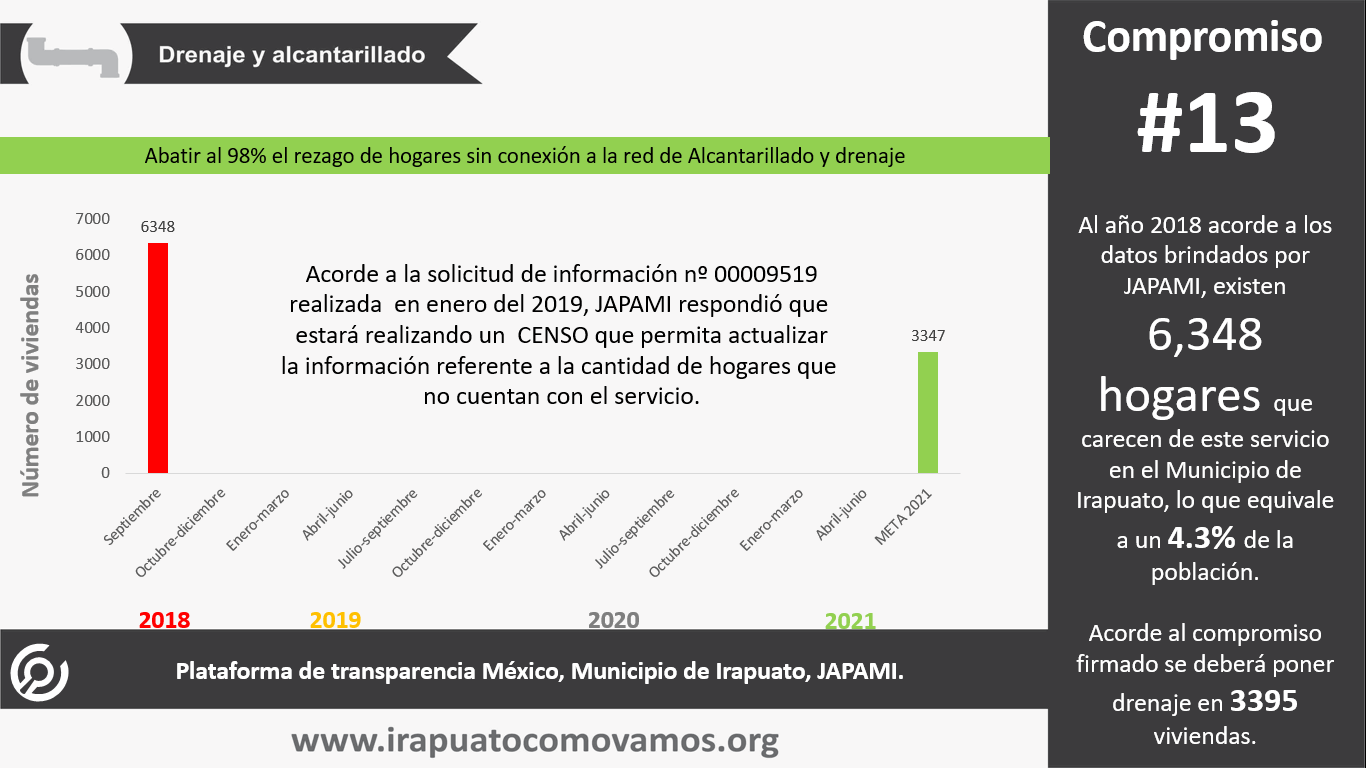 Drenaje y alcantarillado
Abatir al 98% el rezago de hogares sin conexión a la red de Alcantarillado y drenaje
Número de viviendas
7000
6000
5000
4000
3000
2000
1000
0
6348
3347
Acorde a la solicitud de información nº 00009519
realizada en enero del 2019, JAPAMI respondió que
estará realizando un CENSO que permita actualizar
la información referente a la cantidad de hogares que
no cuentan con el servicio.
Septiembre
Octubre-diciembre
Enero-marzo
Abril-junio
Julio-septiembre
Octubre-diciembre
Enero-marzo
Abril-junio
Julio-septiembre
Octubre-diciembre
Enero-marzo
Abril-junio
META 2021
2018
2019
2020
2021
Plataforma de transparencia México, Municipio de Irapuato, JAPAMI.
www.irapuatocomovamos.org
Compromiso
#13
Al año 2018 acorde a los
datos brindados por
JAPAMI, existen
6,348
hogares que
carecen de este servicio
en el Municipio de
Irapuato, lo que equivale
a un 4.3% de la
población.
Acorde al compromiso
firmado se deberá poner
drenaje en 3395
viviendas.